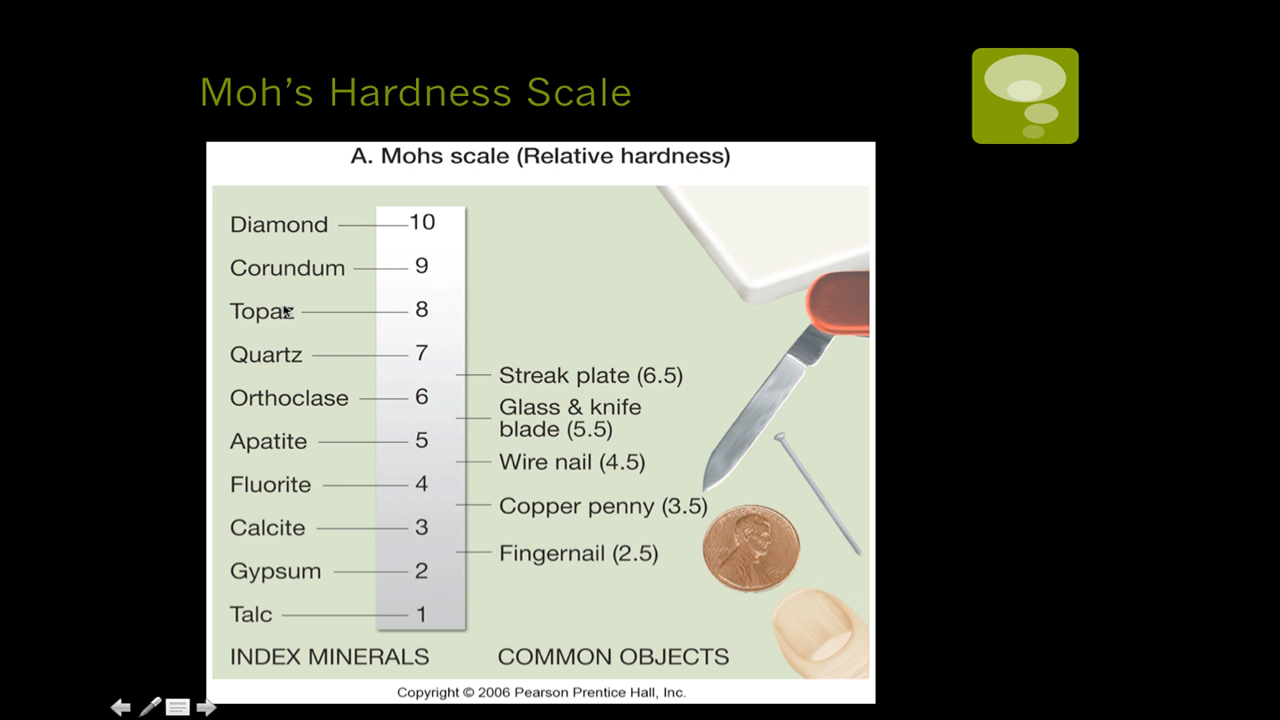 Moh’s Hardness Scale
A. Mohs scale (Relative hardness)
Diamond 10
Corundum 9
Topaz 8
Quartz 7
Streak plate (6.5)
Orthoclase 6
Glass & knife
blade (5.5)
Apatite 5
Wire nail (4.5)
Fluorite 4
Copper penny (3.5)
Calcite 3
Fingernail (2.5)
Gypsum 2
Talc 1
INDEX MINERALS
COMMON OBJECTS
Copyright © 2006 Pearson Prentice Hall, Inc.